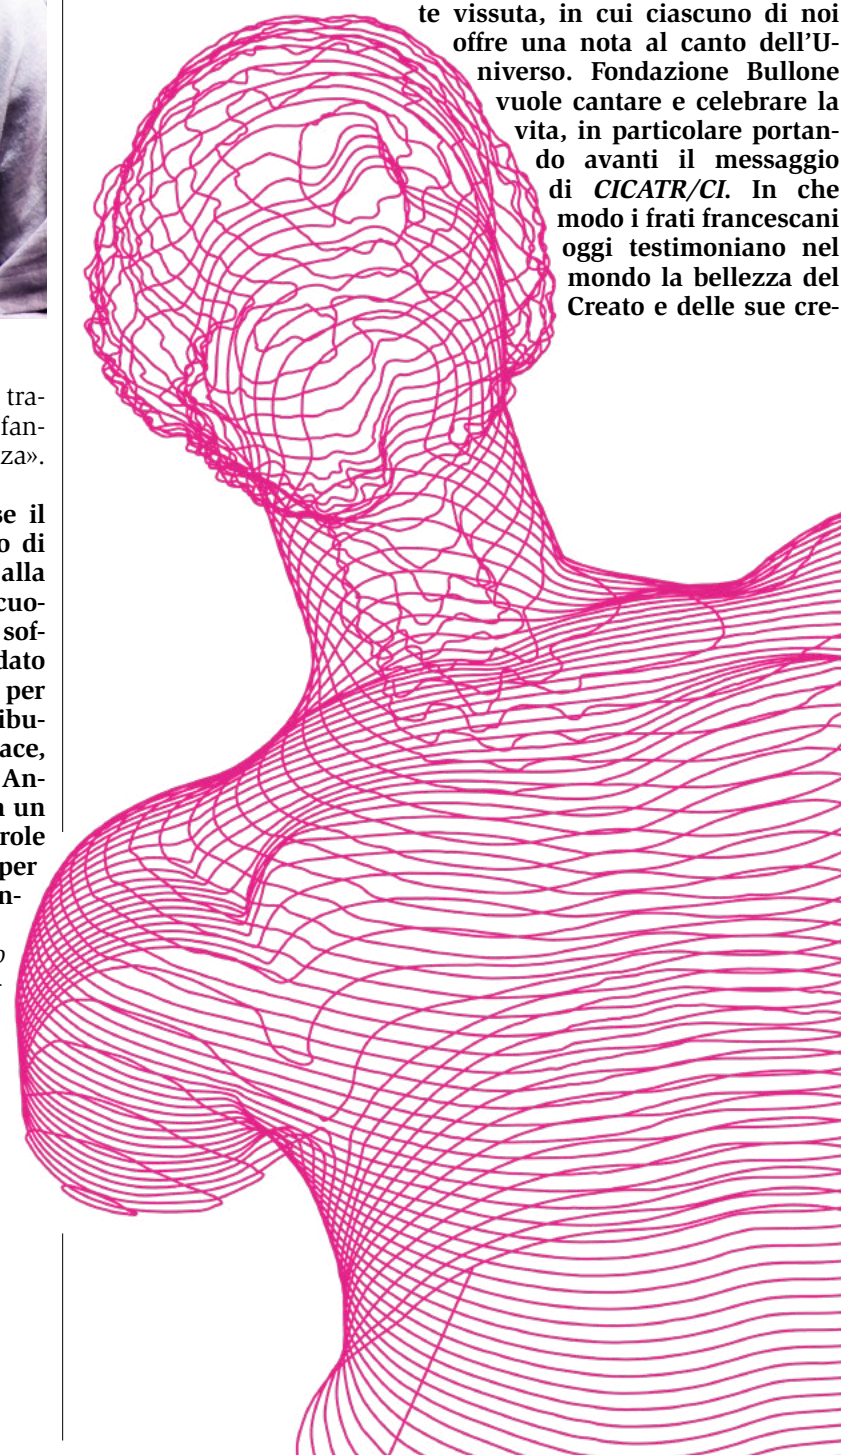 tra-
fan-
za».
se il
o di
alla
cuo-
sof-
dato
per
ibu-
ace,
An-
un
role
per
n-
te vissuta, in cui ciascuno di noi
offre una nota al canto dell'U-
niverso. Fondazione Bullone
vuole cantare e celebrare la
vita, in particolare portan-
do avanti il messaggio
di CICATR/CI. In che
modo i frati francescani
oggi testimoniano nel
mondo la bellezza del
Creato e delle sue cre-